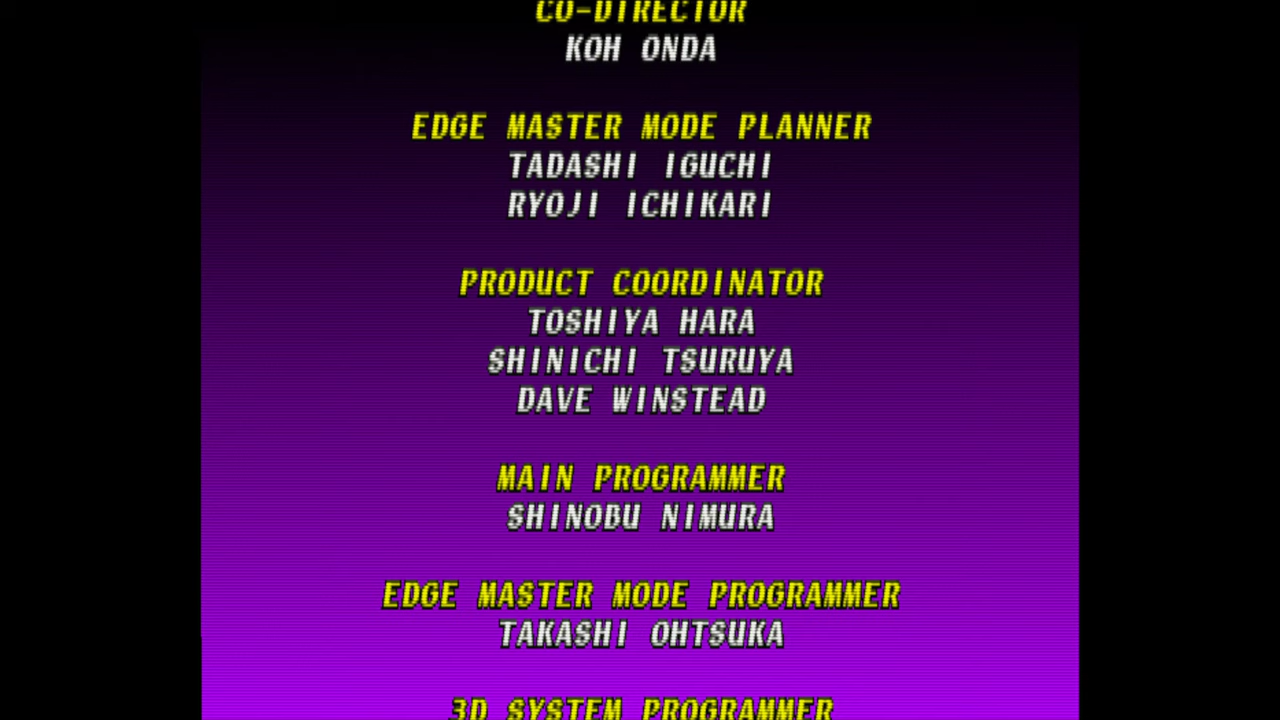 CO-DIRECTOR
KOH ONDA
EDGE MASTER MODE PLANNER
TADASHI IGUCHI
RYOJI ICHIKARI
PRODUCT COORDINATOR
TOSHIYA HARA
SHINICHI TSURUYA
DAVE WINSTEAD
MAIN PROGRAMMER
SHINOBU NIMURA
EDGE MASTER MODE PROGRAMMER
TAKASHI OHTSUKA
3D SYSTEM PROGRAMMER